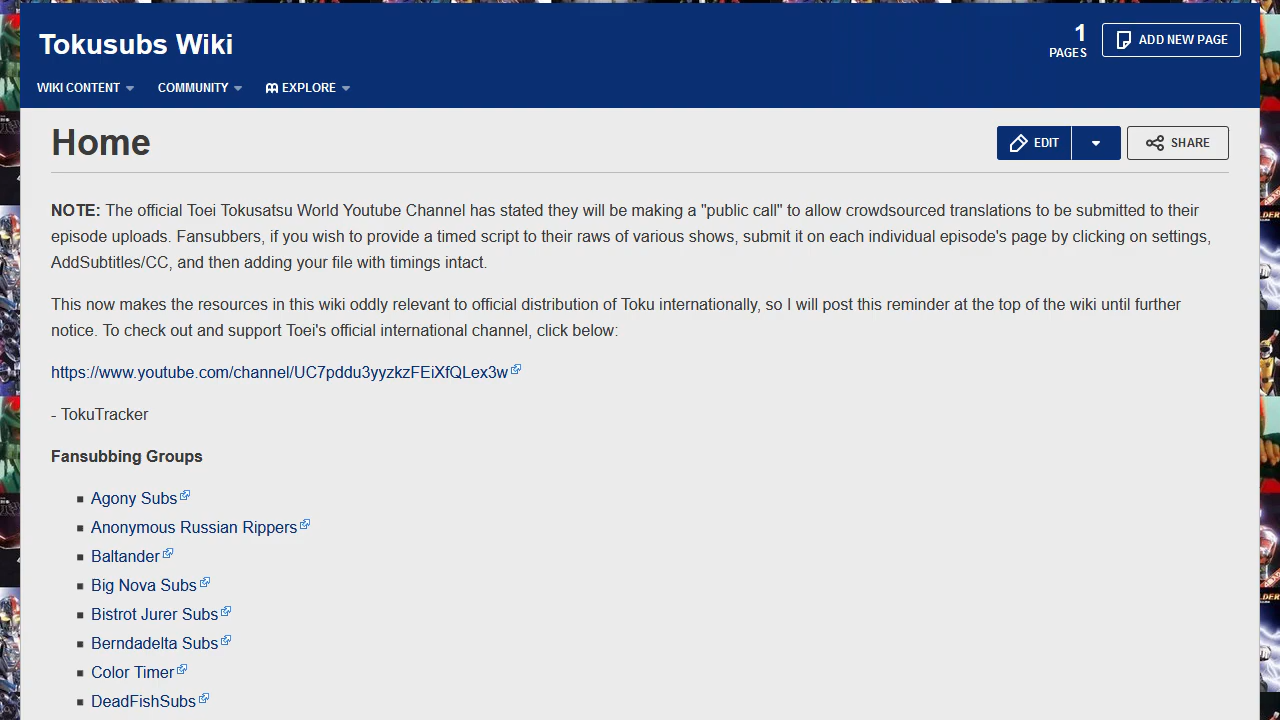 Tokusubs Wiki
1
PAGES
ADD NEW PAGE
WIKI CONTENT
COMMUNITY
EXPLORE
Home
EDIT
SHARE
NOTE: The official Toei Tokusatsu World Youtube Channel has stated they will be making a "public call" to allow crowdsourced translations to be submitted to their
episode uploads. Fansubbers, if you wish to provide a timed script to their raws of various shows, submit it on each individual episode's page by clicking on settings,
AddSubtitles/CC, and then adding your file with timings intact.
This now makes the resources in this wiki oddly relevant to official distribution of Toku internationally, so I will post this reminder at the top of the wiki until further
notice. To check out and support Toei's official international channel, click below:
https://www.youtube.com/channel/UC7pddu3yyzkzFEiXfQLex3w
- TokuTracker
Fansubbing Groups
Agony Subs
Anonymous Russian Rippers
Baltander
Big Nova Subs
Bistrot Jurer Subs
Berndadelta Subs
Color Timer
DeadFishSubs